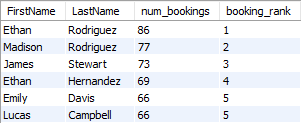 FirstName LastName num_bookings booking_rank
Ethan Rodriguez 86 1
Madison Rodriguez 77 2
James Stewart 73 3
Ethan Hernandez 69 4
Emily Davis 66 5
Lucas Campbell 66 5